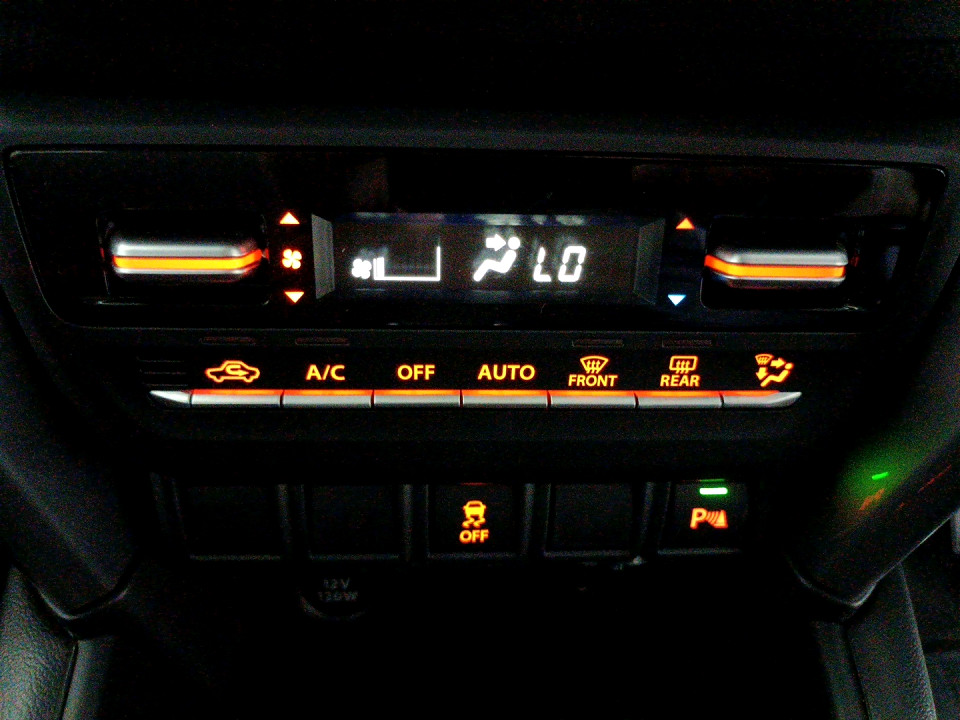 LO
A/C OFF AUTO FRONT REAR
OFF P
12V
120W